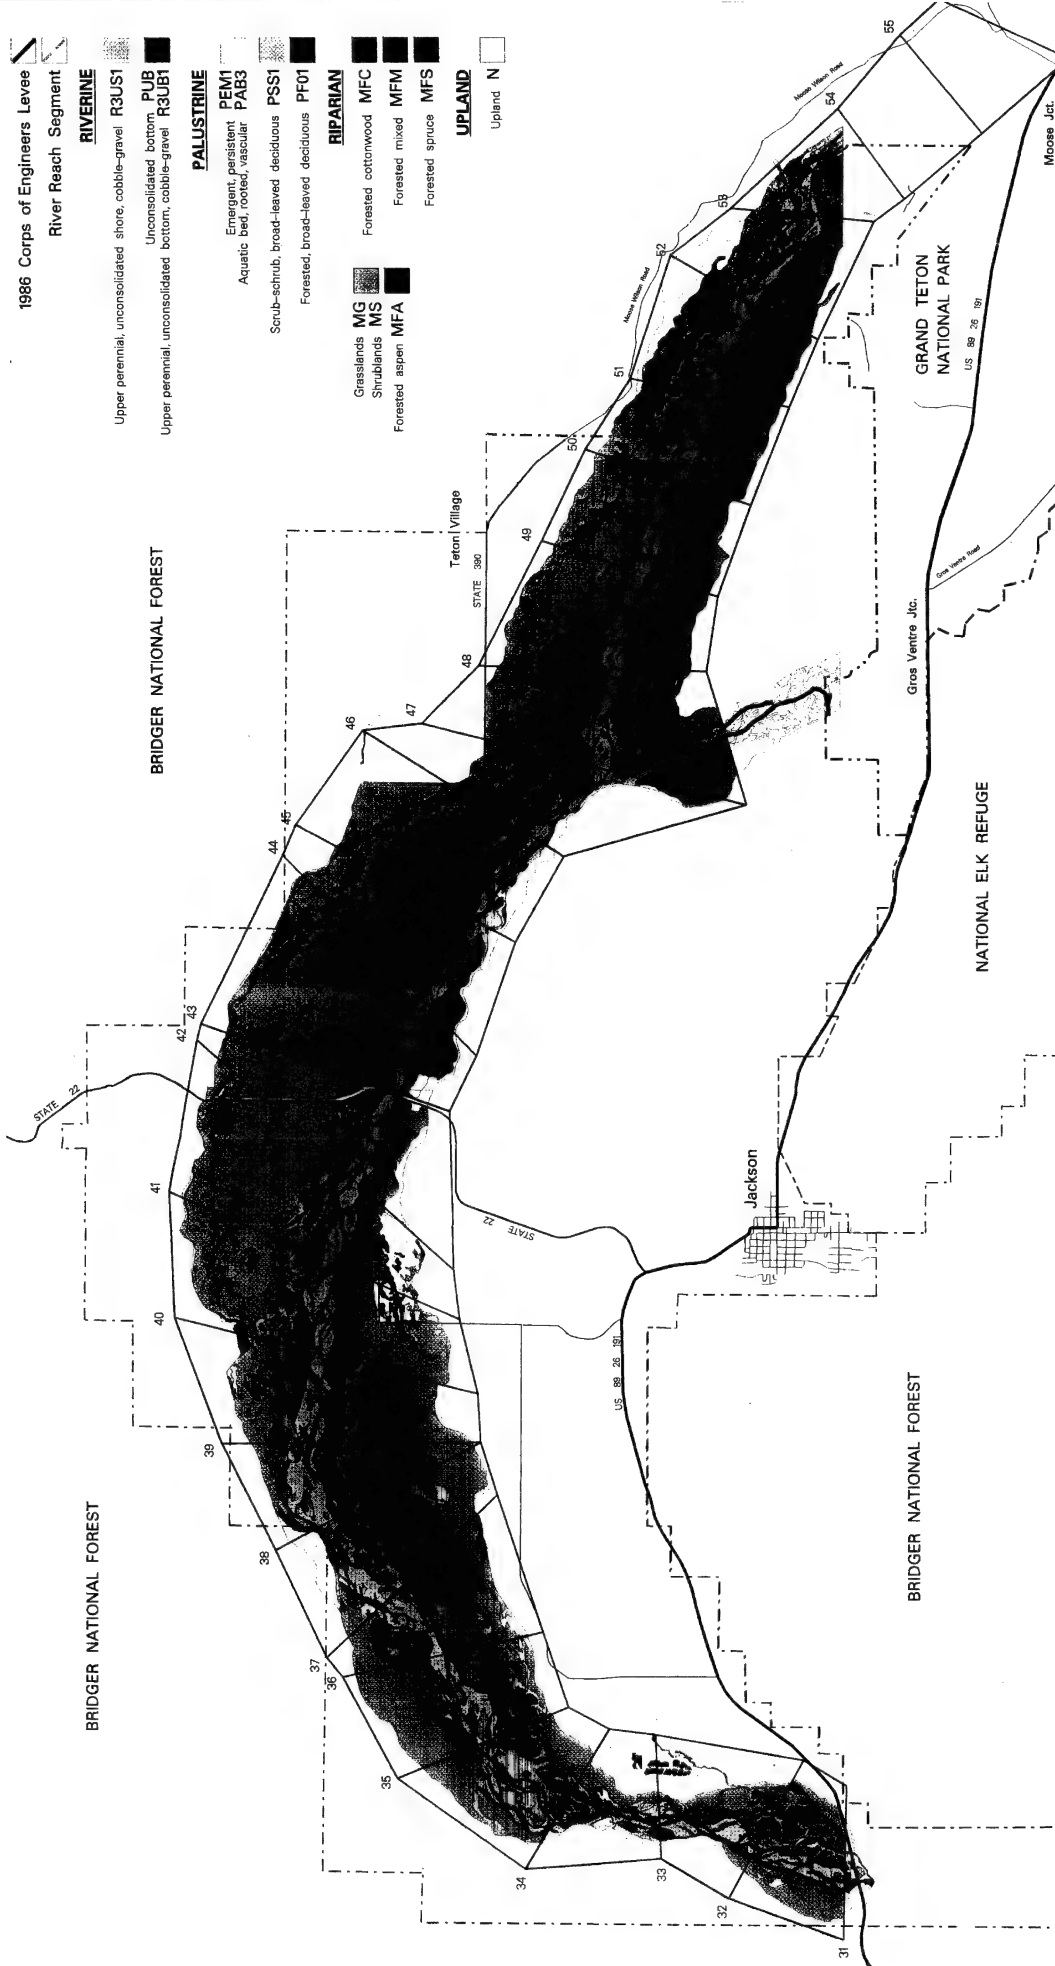 1986 Corps of Engineers Levee
River Reach Segment
RIVERINE
Upper perennial, unconsolidated shore, cobble-gravel R3US1
Unconsolidated bottom PUB
Upper perennial, unconsolidated bottom, cobble-gravel R3UB1
PALUSTRINE
Emergent, persistent PEM1
Aquatic bed, rooted, vascular PAB3
Scrub-schrub, broad-leaved deciduous PSS1
Forested, broad-leaved deciduous PFO1
RIPARIAN
Forested cottonwood MFC
Forested mixed MFM
Forested spruce MFS
Grasslands MG
Shrublands MS
Forested aspen MFA
UPLAND
Upland N
BRIDGER NATIONAL FOREST
BRIDGER NATIONAL FOREST
STATE 22
Teton Village
STATE 390
Moose Wilson Road
Moose Wilson Road
31
32
33
34
35
36
37
38
39
40
41
42
43
44
45
46
47
48
49
50
51
52
53
54
55
GRAND TETON
NATIONAL PARK
US 89 26 191
Moose Jct.
Gros Ventre Jtc.
Gros Ventre Road
NATIONAL ELK REFUGE
Jackson
STATE 22
US 89 26 191
BRIDGER NATIONAL FOREST